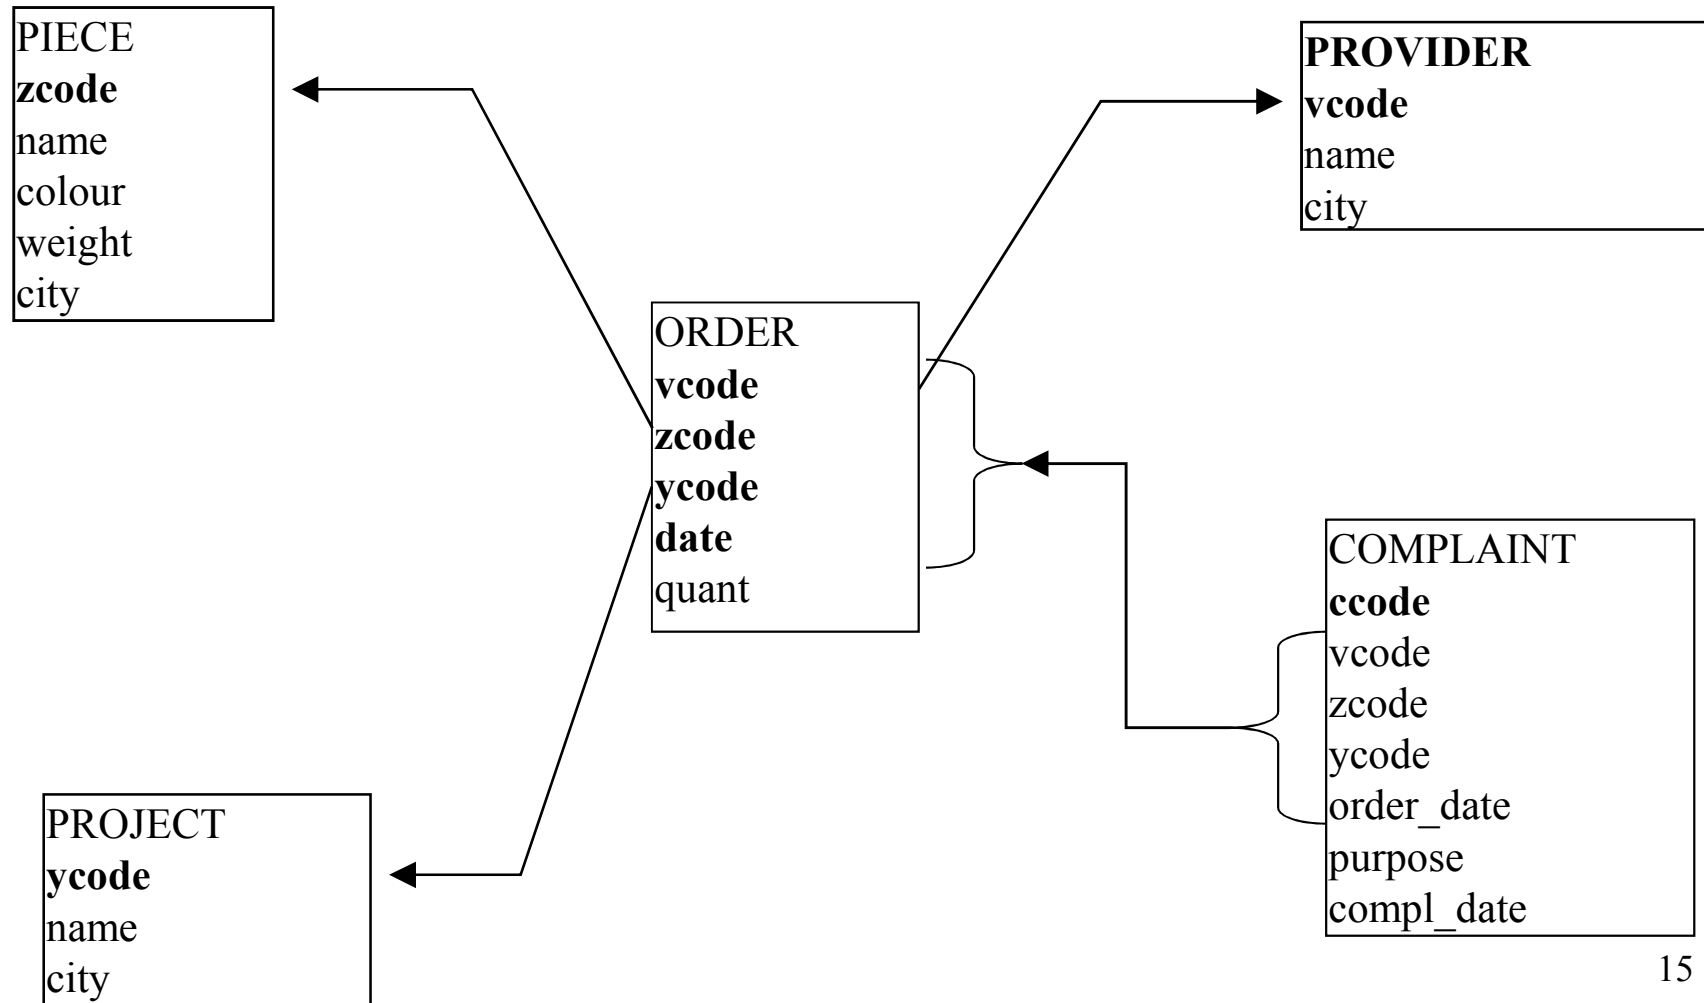 PIECE
zcode
name
colour
weight
city
PROVIDER
vcode
name
city
ORDER
vcode
zcode
ycode
date
quant
COMPLAINT
ccode
vcode
zcode
ycode
order_date
purpose
compl_date
PROJECT
ycode
name
city
15